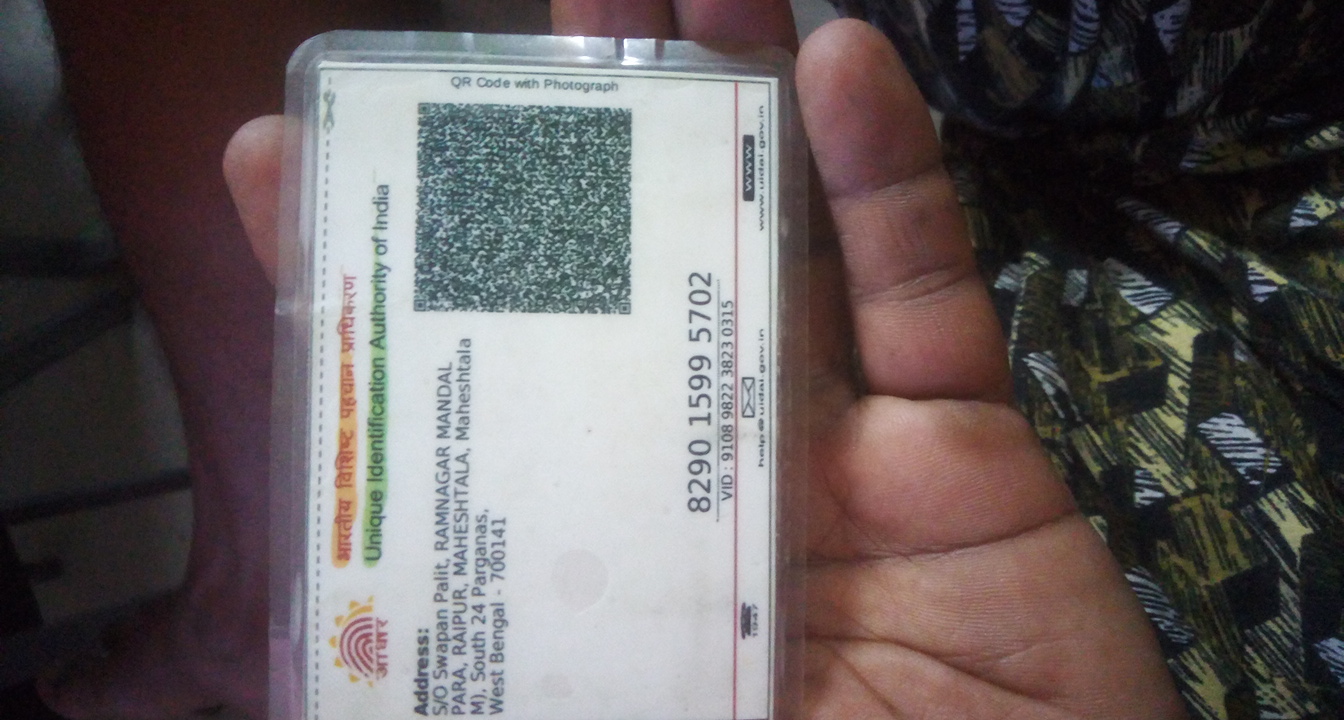 भारतीय विशिष्ट पहचान प्राधिकरण
Unique Identification Authority of India
आधार
QR Code with Photograph
Address:
S/O Swapan Palit, RAMNAGAR MANDAL
PARA, RAIPUR, MAHESHTALA, Maheshtala
M), South 24 Parganas,
West Bengal - 700141
8290 1599 5702
VID : 9108 9822 3823 0315
1947
help@uidai.gov.in
www
www.uidai.gov.in